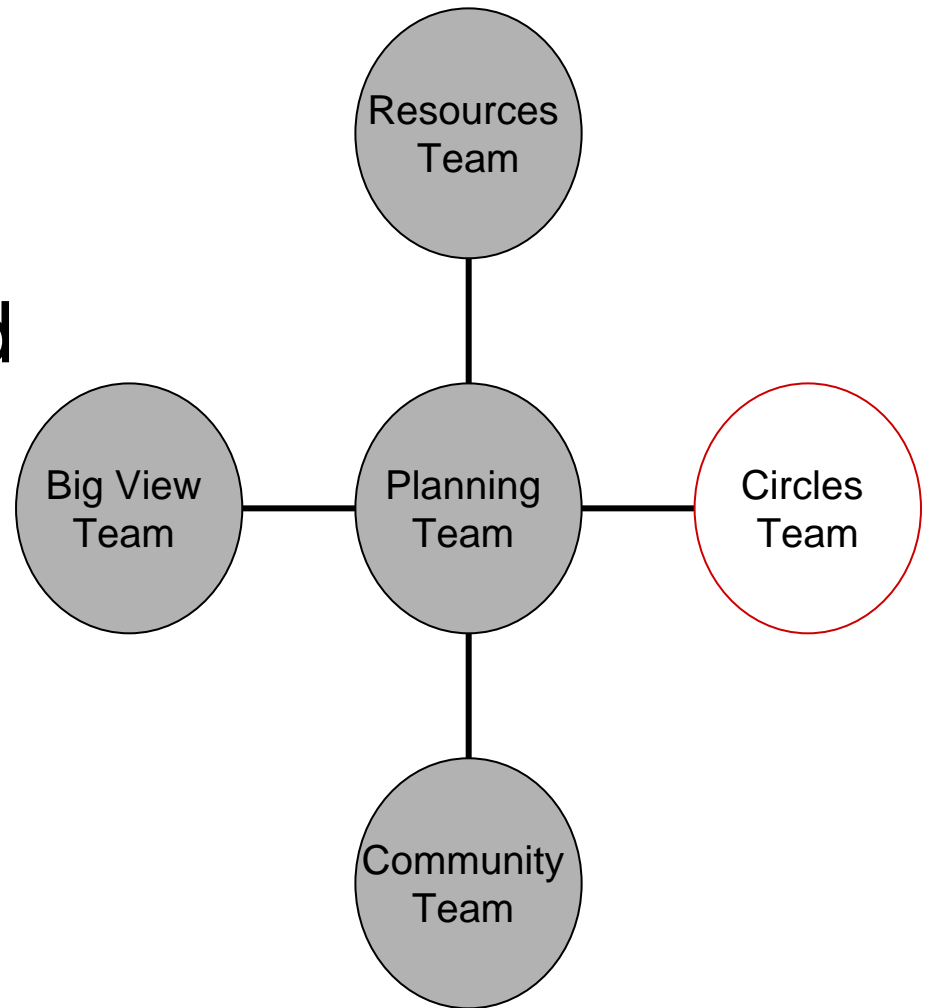 Resources
Team
d
Big View
Team
Planning
Team
Circles
Team
Community
Team